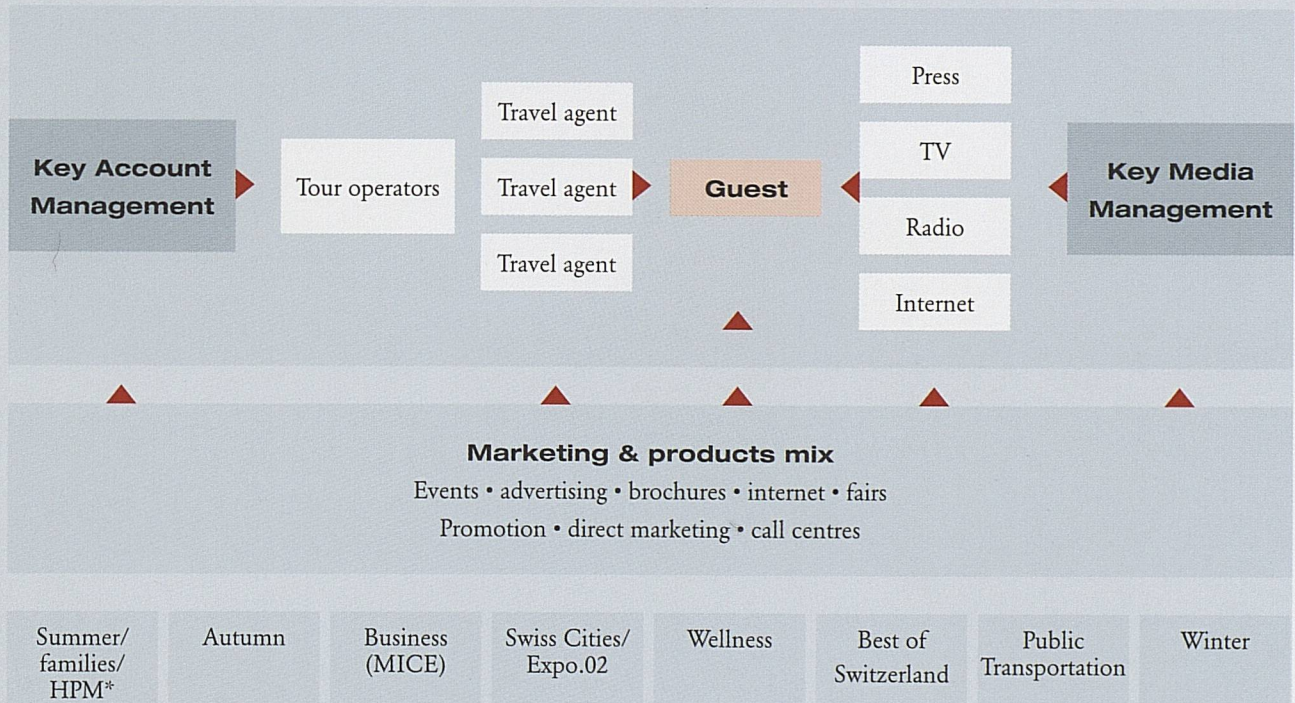 Key Account
Management
Tour operators
Travel agent
Travel agent
Travel agent
Guest
Press
TV
Radio
Internet
Key Media
Management
Marketing & products mix
Events • advertising • brochures • internet • fairs
Promotion • direct marketing • call centres
Summer/
families/
HPM*
Autumn
Business
(MICE)
Swiss Cities/
Expo.02
Wellness
Best of
Switzerland
Public
Transportation
Winter